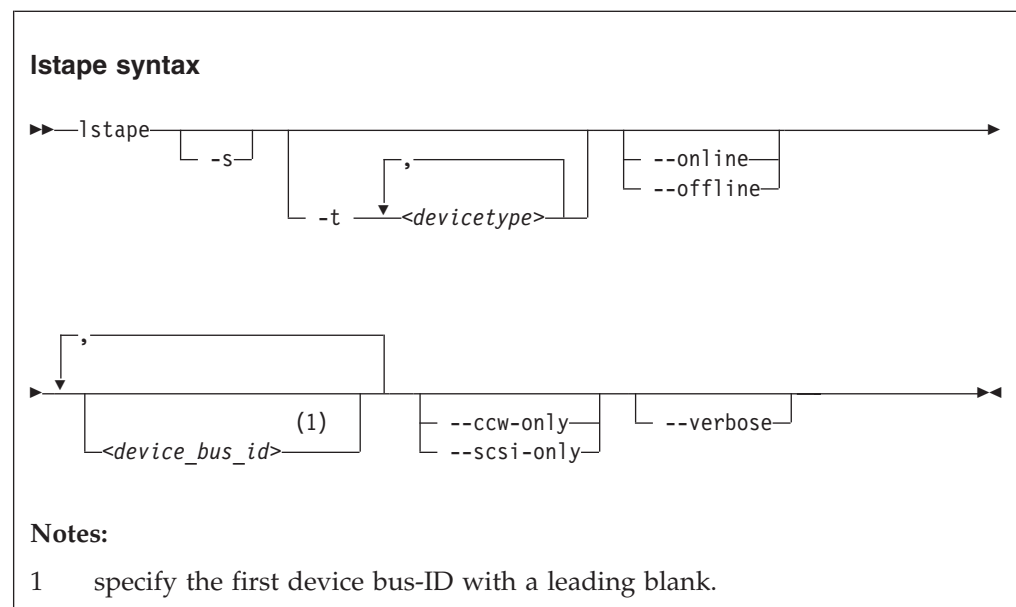 lstape syntax
lstape
-s
-t
,
<devicetype>
--online
--offline
,
(1)
<device_bus_id>
--ccw-only
--scsi-only
--verbose
Notes:
1 specify the first device bus-ID with a leading blank.